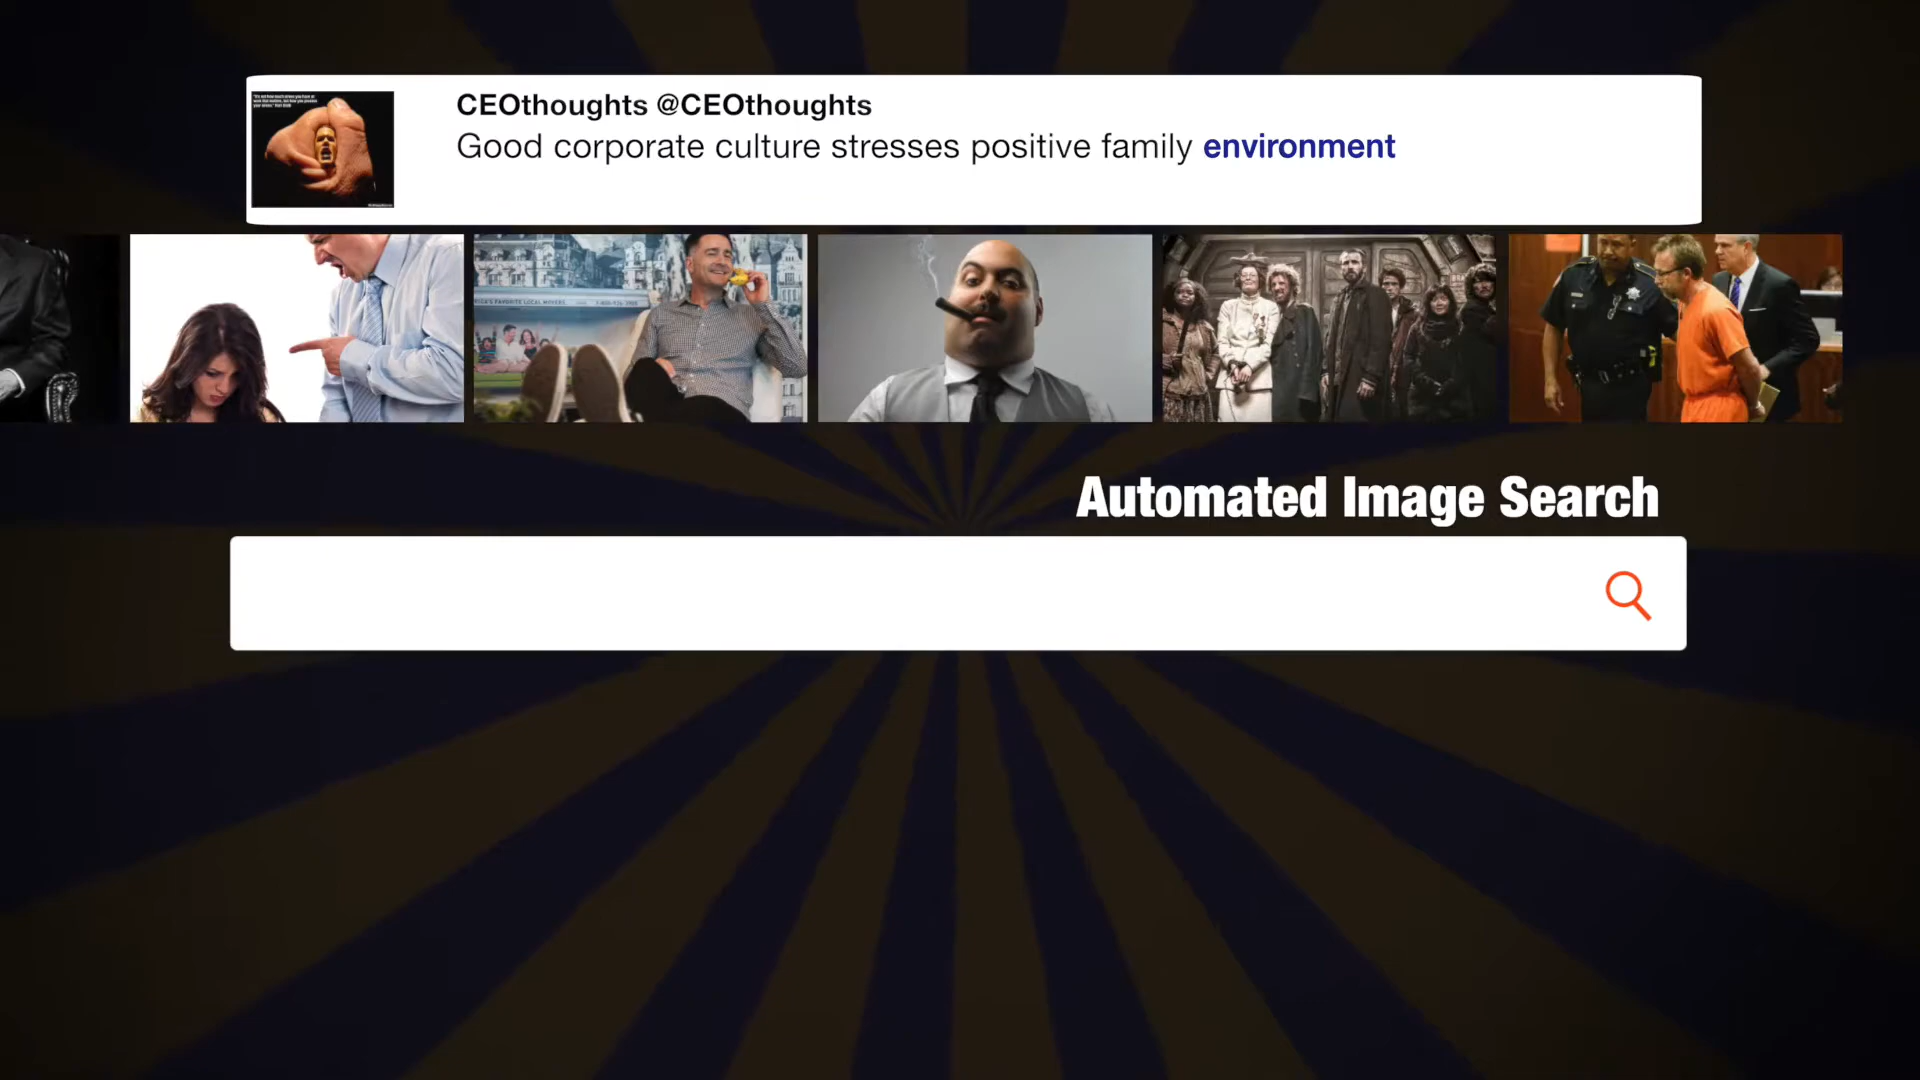 CEOthoughts @CEOthoughts
Good corporate culture stresses positive family environment
Automated Image Search